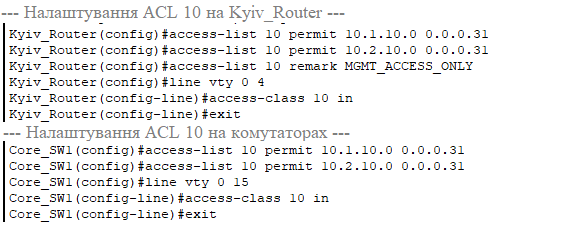 --- Налаштування ACL 10 на Kyiv_Router ---
Kyiv_Router(config)#access-list 10 permit 10.1.10.0 0.0.0.31
Kyiv_Router(config)#access-list 10 permit 10.2.10.0 0.0.0.31
Kyiv_Router(config)#access-list 10 remark MGMT_ACCESS_ONLY
Kyiv_Router(config)#line vty 0 4
Kyiv_Router(config-line)#access-class 10 in
Kyiv_Router(config-line)#exit
--- Налаштування ACL 10 на комутаторах ---
Core_SW1(config)#access-list 10 permit 10.1.10.0 0.0.0.31
Core_SW1(config)#access-list 10 permit 10.2.10.0 0.0.0.31
Core_SW1(config)#line vty 0 15
Core_SW1(config-line)#access-class 10 in
Core_SW1(config-line)#exit